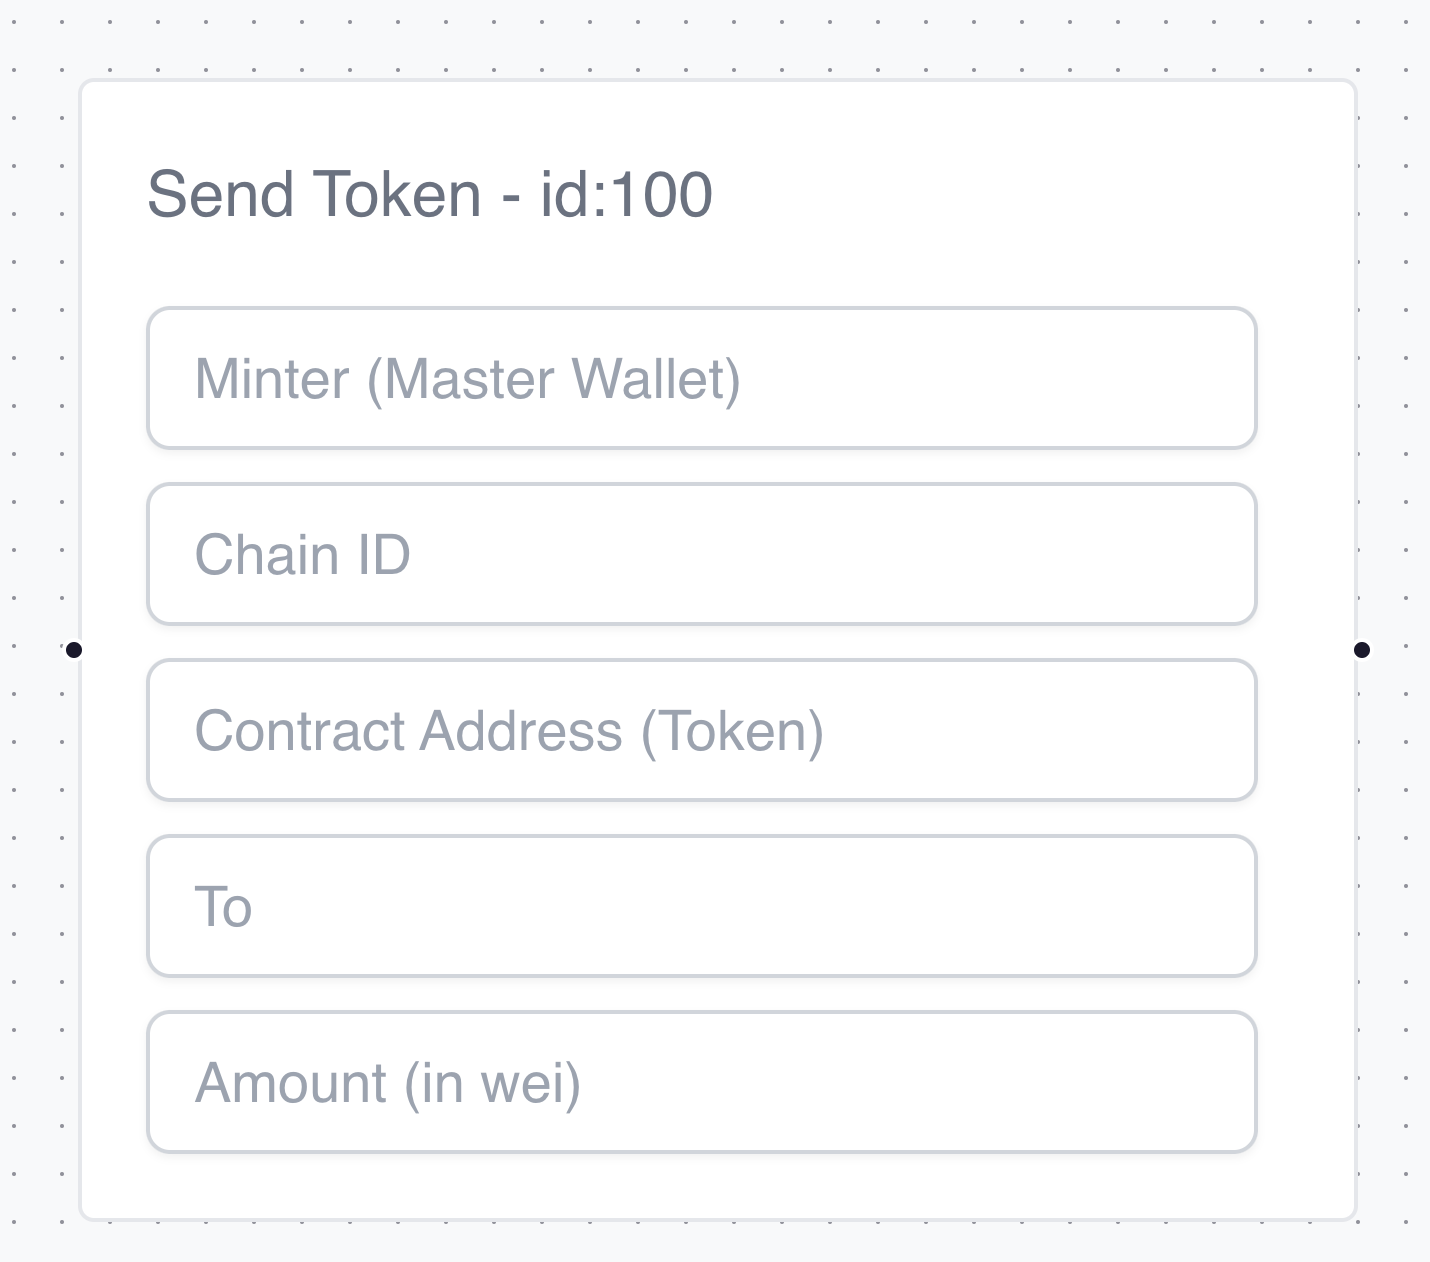 Send Token - id:100
Minter (Master Wallet)
Chain ID
Contract Address (Token)
To
Amount (in wei)